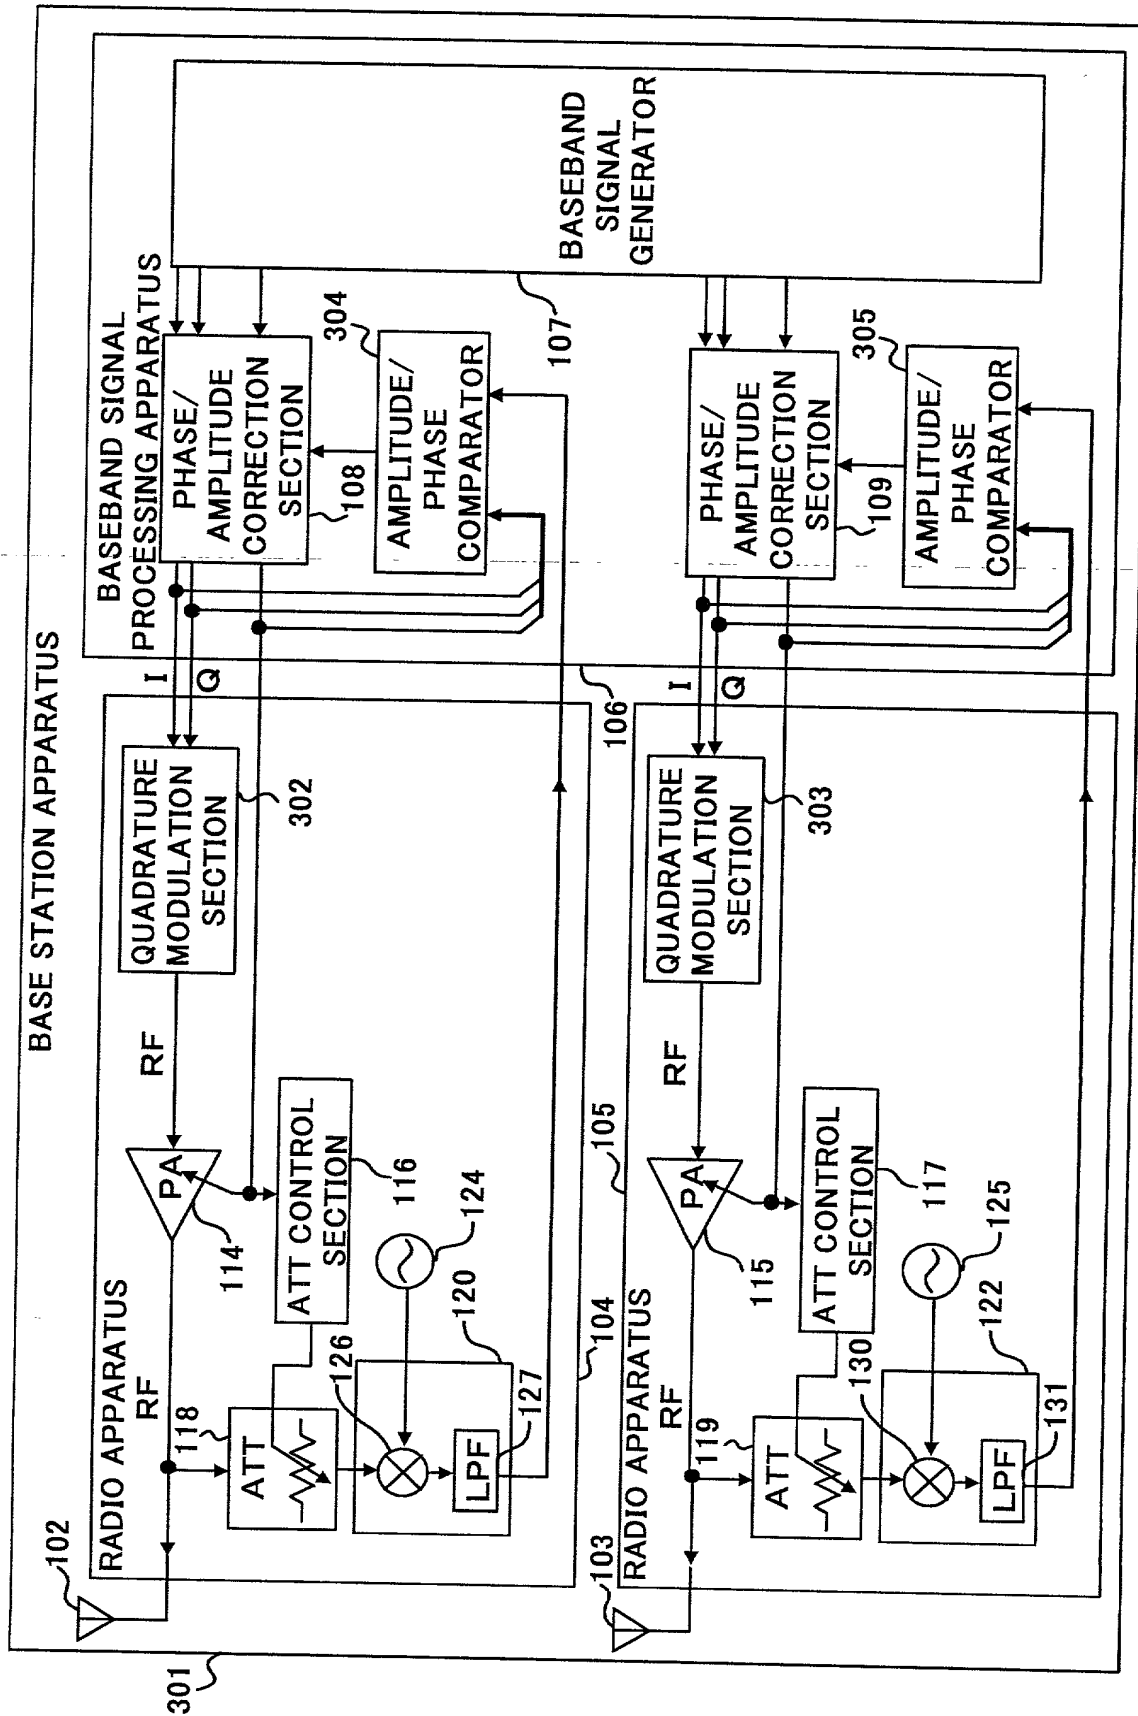 BASE STATION APPARATUS
301
102
RADIO APPARATUS
RF
118
ATT
PA
114
RF
QUADRATURE
MODULATION
SECTION
302
I
Q
ATT CONTROL
SECTION
116
124
126
120
LPF
127
104
BASEBAND SIGNAL
PROCESSING APPARATUS
PHASE/
AMPLITUDE
CORRECTION
SECTION
108
304
AMPLITUDE/
PHASE
COMPARATOR
107
BASEBAND
SIGNAL
GENERATOR
106
103
RADIO APPARATUS
105
RF
119
ATT
PA
115
RF
QUADRATURE
MODULATION
SECTION
303
I
Q
ATT CONTROL
SECTION
117
125
130
122
LPF
131
PHASE/
AMPLITUDE
CORRECTION
SECTION
109
305
AMPLITUDE/
PHASE
COMPARATOR